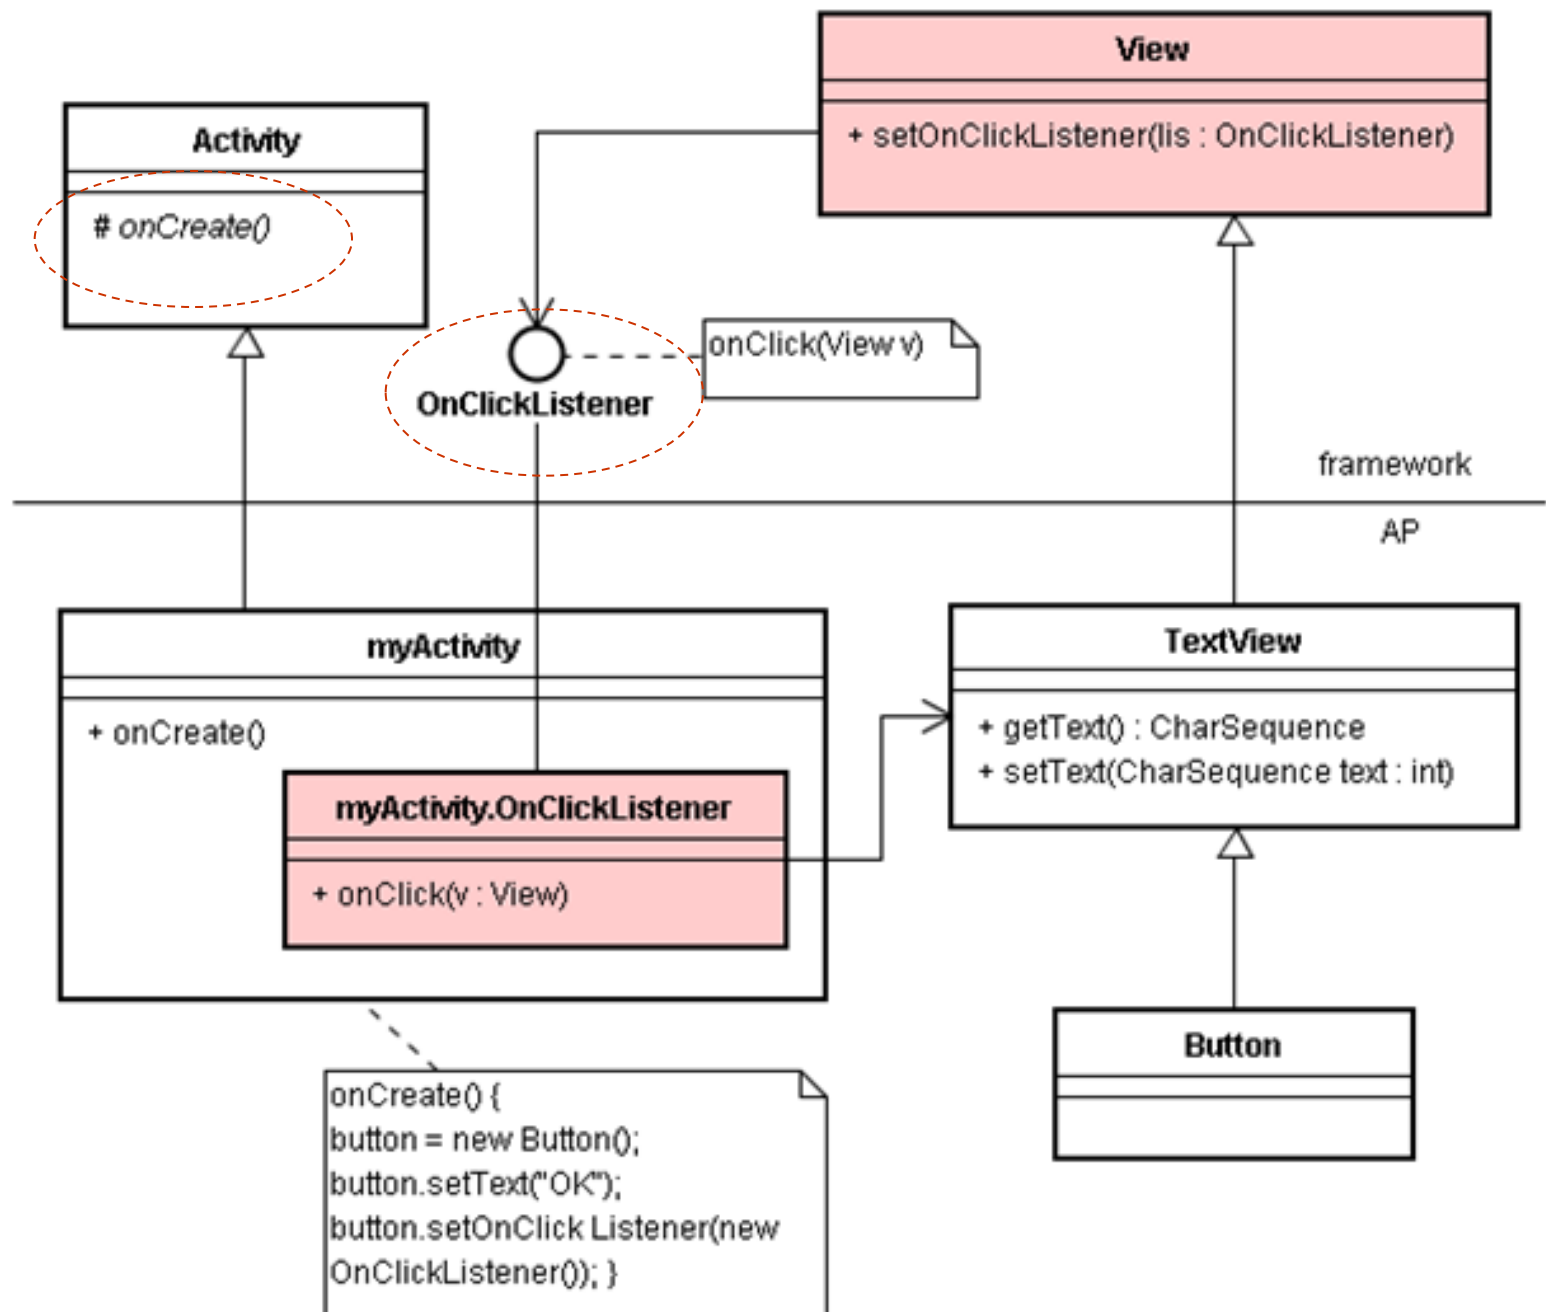 View
+ setOnClickListener(lis : OnClickListener)
Activity
# onCreate()
onClick(View v)
OnClickListener
framework
AP
myActivity
+ onCreate()
myActivity.OnClickListener
+ onClick(v : View)
TextView
+ getText() : CharSequence
+ setText(CharSequence text : int)
Button
onCreate() {
button = new Button();
button.setText("OK");
button.setOnClick Listener(new
OnClickListener()); }